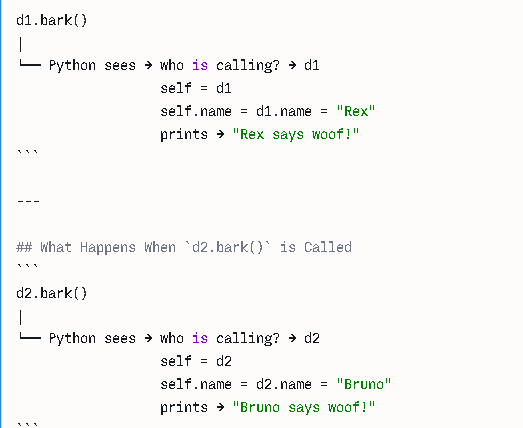 d1.bark()
│
└── Python sees → who is calling? → d1
                  self = d1
                  self.name = d1.name = "Rex"
                  prints → "Rex says woof!"
```
---
## What Happens When `d2.bark()` is Called
```
d2.bark()
│
└── Python sees → who is calling? → d2
                  self = d2
                  self.name = d2.name = "Bruno"
                  prints → "Bruno says woof!"
```